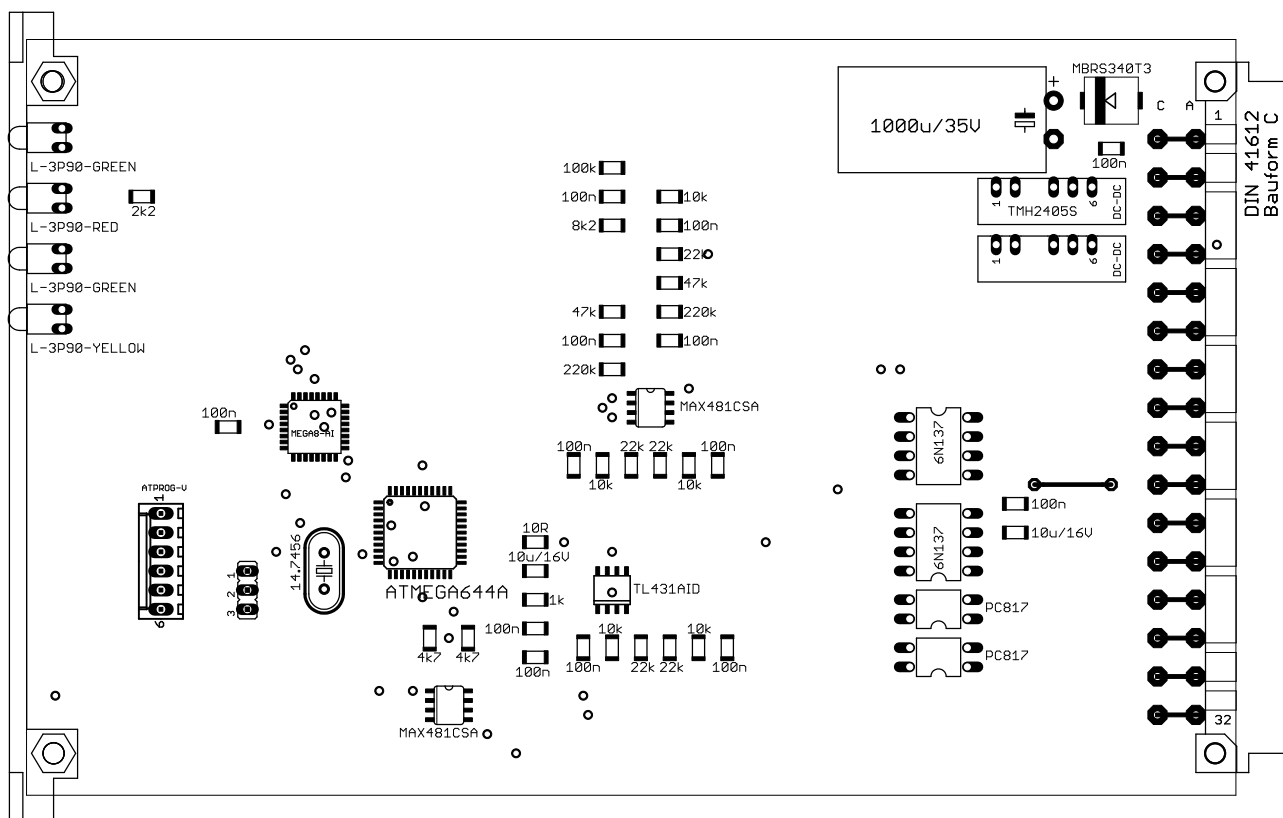 MBRS340T3
+
C A
1
DIN 41612
Bauform C
1000u/35V
100n
L-3P90-GREEN
100k
100n
10k
1
6
TMH2405S
DC-DC
2k2
L-3P90-RED
8k2
100n
22k
1
6
DC-DC
L-3P90-GREEN
47k
47k
220k
L-3P90-YELLOW
100n
100n
220k
MAX481CSA
100n
MEGA8-AI
6N137
100n
22k
22k
100n
10k
10k
ATPROG-V
1
6
100n
10u/16V
6N137
10R
14.7456
10u/16V
1
2
3
ATMEGA644A
1k
TL431AID
PC817
100n
10k
10k
4k7
4k7
100n
100n
22k
22k
100n
PC817
MAX481CSA
32